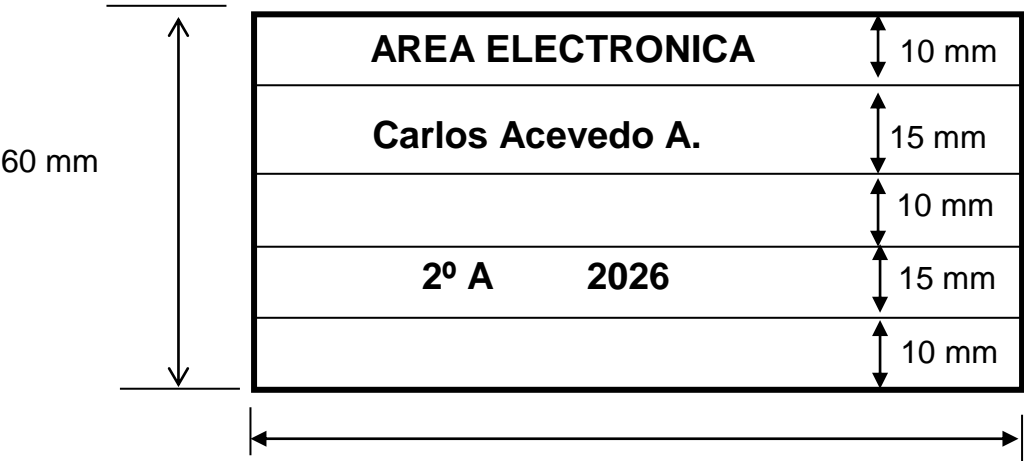 AREA ELECTRONICA 10 mm
Carlos Acevedo A. 15 mm
60 mm
10 mm
2º A 2026 15 mm
10 mm